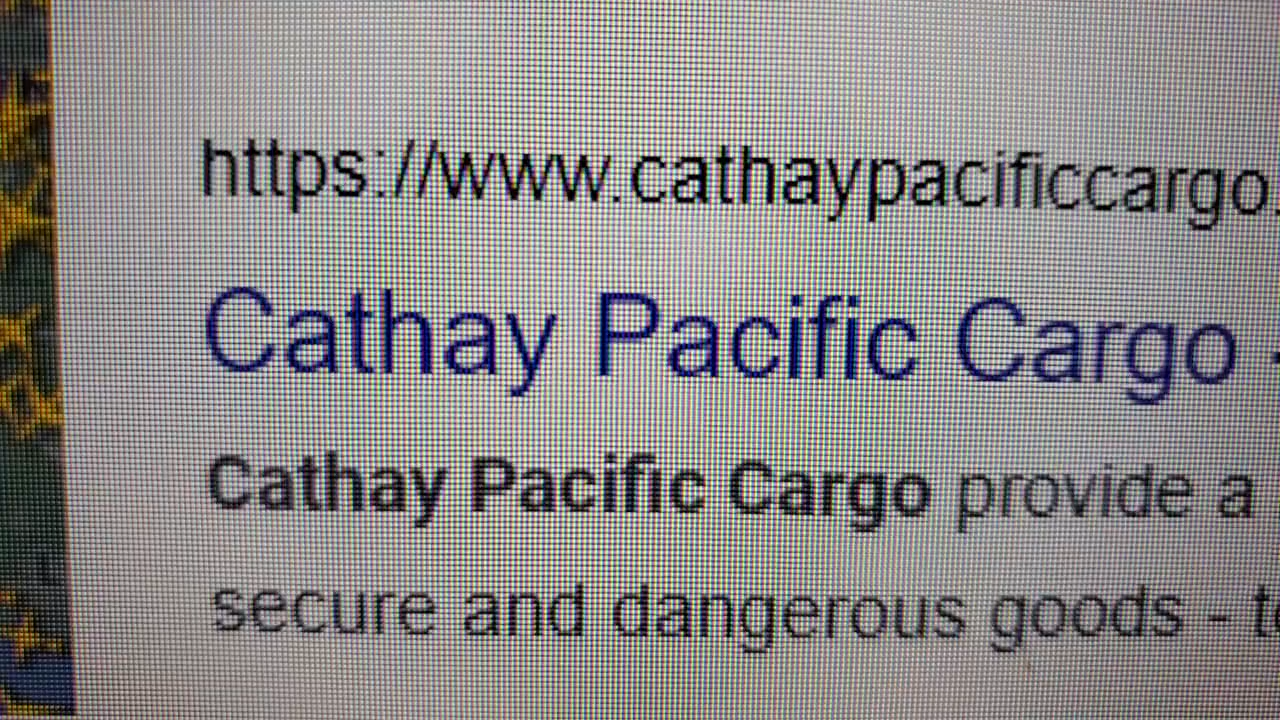 https://www.cathaypacificcargo.
Cathay Pacific Cargo -
Cathay Pacific Cargo provide a
secure and dangerous goods -